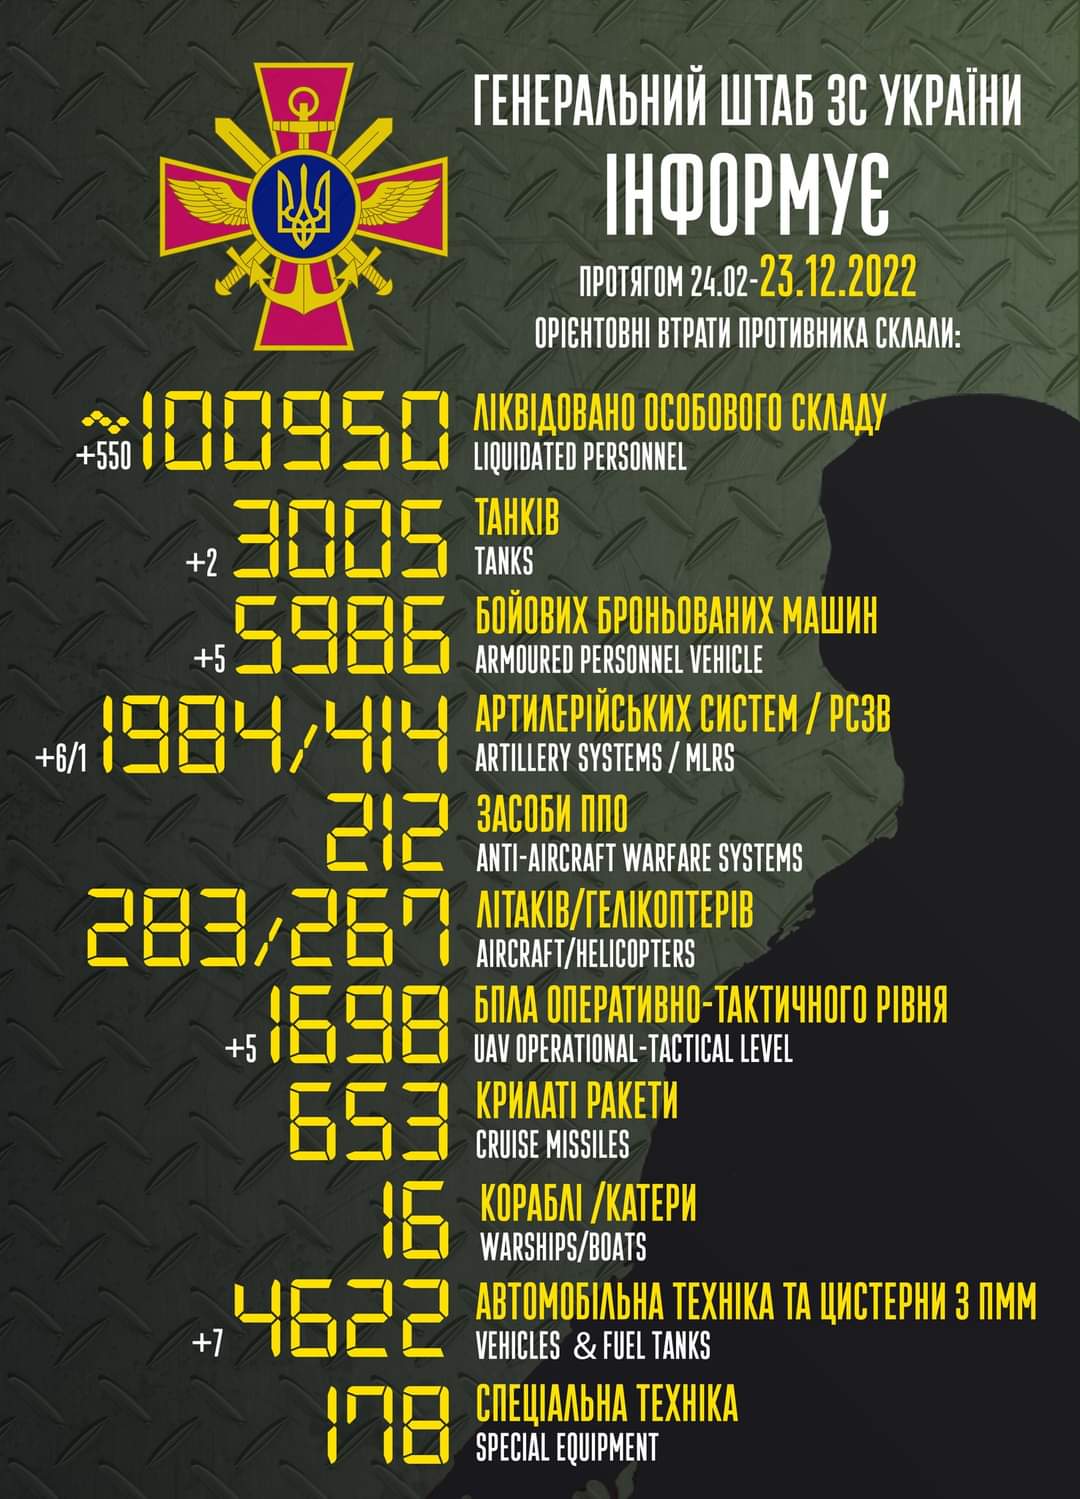 ГЕНЕРАЛЬНИЙ ШТАБ ЗС УКРАЇНИ
ІНФОРМУЄ
ПРОТЯГОМ 24.02-23.12.2022
ОРІЄНТОВНІ ВТРАТИ ПРОТИВНИКА СКЛАЛИ:
≈100950 ЛІКВІДОВАНО ОСОБОВОГО СКЛАДУ
+550 LIQUIDATED PERSONNEL
3005 ТАНКІВ
+2 TANKS
5986 БОЙОВИХ БРОНЬОВАНИХ МАШИН
+5 ARMOURED PERSONNEL VEHICLE
1984/414 АРТИЛЕРІЙСЬКИХ СИСТЕМ / РСЗВ
+6/1 ARTILLERY SYSTEMS / MLRS
212 ЗАСОБИ ППО
ANTI-AIRCRAFT WARFARE SYSTEMS
283/267 ЛІТАКІВ/ГЕЛІКОПТЕРІВ
AIRCRAFT/HELICOPTERS
1698 БПЛА ОПЕРАТИВНО-ТАКТИЧНОГО РІВНЯ
+5 UAV OPERATIONAL-TACTICAL LEVEL
653 КРИЛАТІ РАКЕТИ
CRUISE MISSILES
16 КОРАБЛІ /КАТЕРИ
WARSHIPS/BOATS
4622 АВТОМОБІЛЬНА ТЕХНІКА ТА ЦИСТЕРНИ З ПММ
+7 VEHICLES & FUEL TANKS
178 СПЕЦІАЛЬНА ТЕХНІКА
SPECIAL EQUIPMENT